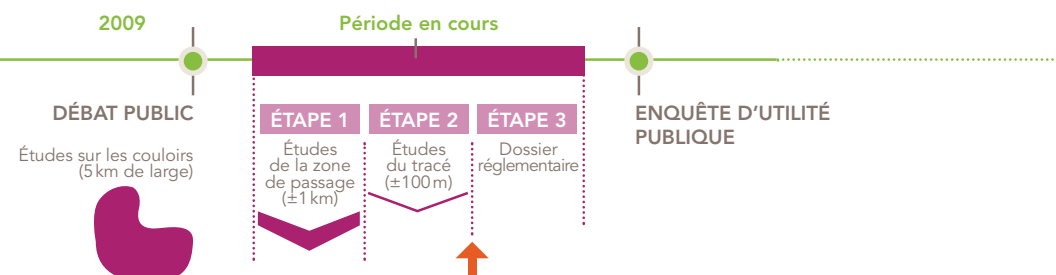 2009
Période en cours
DÉBAT PUBLIC
Études sur les couloirs
(5 km de large)
ÉTAPE 1
Études
de la zone
de passage
(±1 km)
ÉTAPE 2
Études
du tracé
(±100 m)
ÉTAPE 3
Dossier
réglementaire
ENQUÊTE D'UTILITÉ
PUBLIQUE